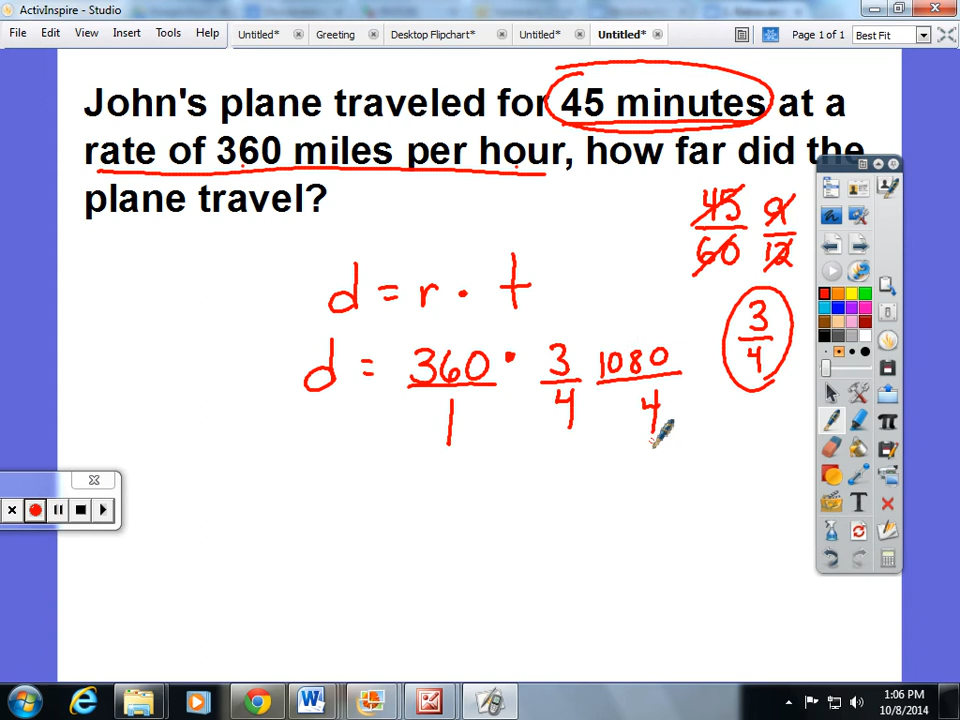 ActivInspire - Studio
File Edit View Insert Tools Help Untitled* Greeting Desktop Flipchart* Untitled* Untitled* Page 1 of 1 Best Fit
John's plane traveled for 45 minutes at a
rate of 360 miles per hour, how far did the
plane travel?
45/60 9/12
3/4
d = r · t
d = 360/1 · 3/4 1080/4
T
W
1:06 PM
10/8/2014